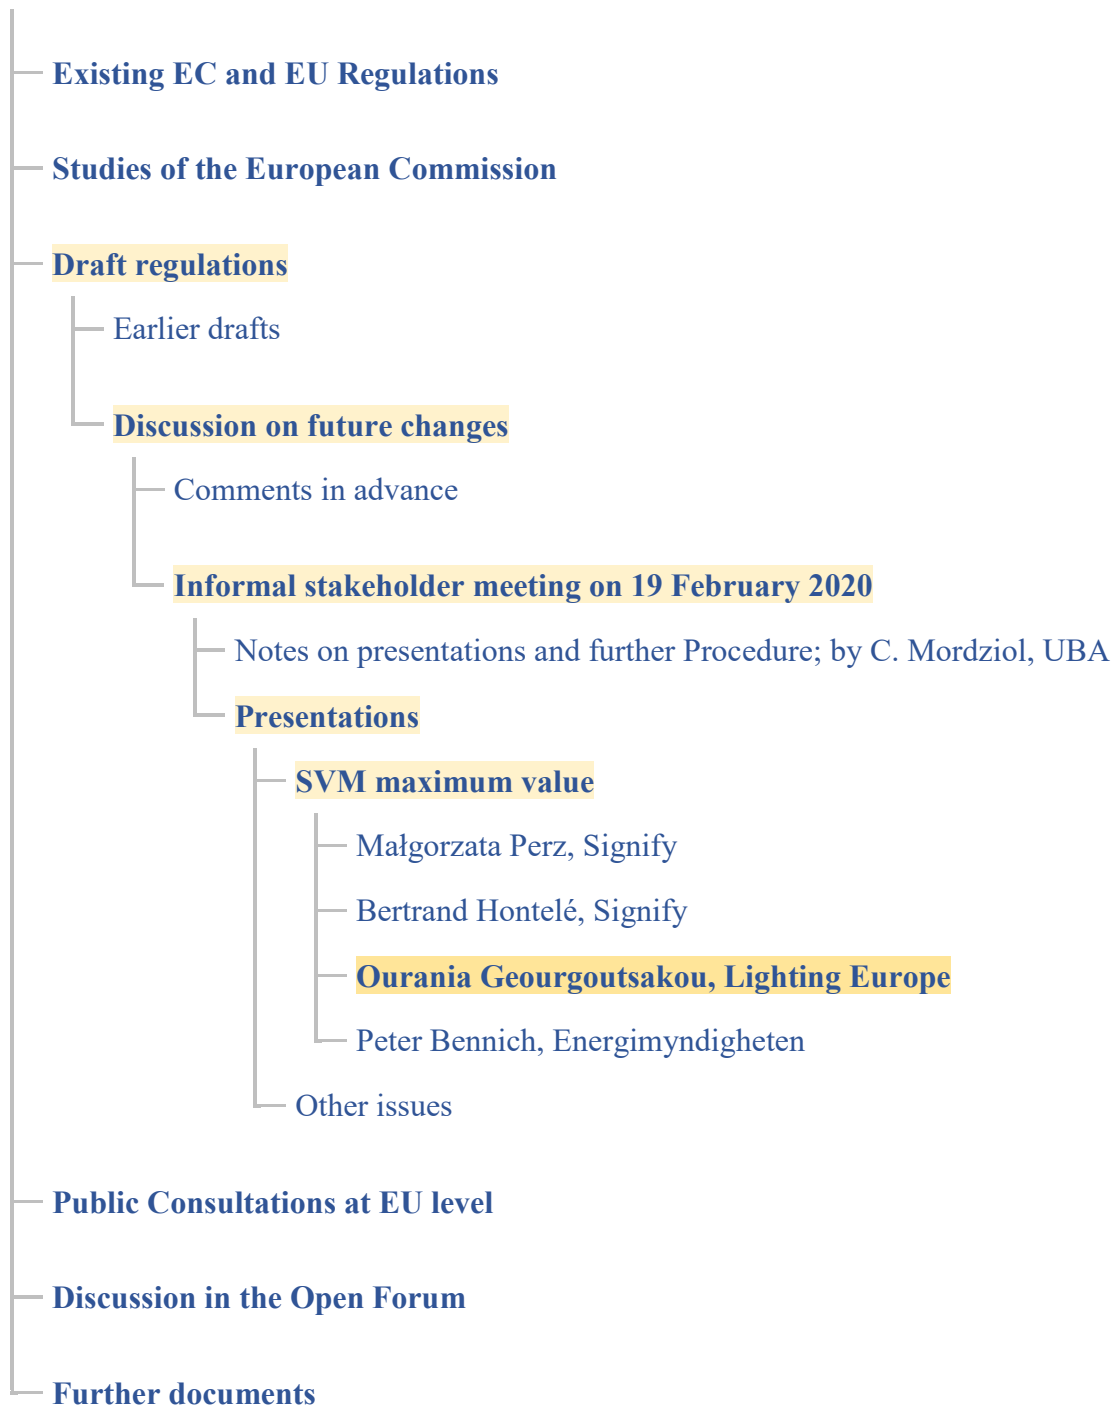 Existing EC and EU Regulations
Studies of the European Commission
Draft regulations
Earlier drafts
Discussion on future changes
Comments in advance
Informal stakeholder meeting on 19 February 2020
Notes on presentations and further Procedure; by C. Mordziol, UBA
Presentations
SVM maximum value
Małgorzata Perz, Signify
Bertrand Hontelé, Signify
Ourania Geourgoutsakou, Lighting Europe
Peter Bennich, Energimyndigheten
Other issues
Public Consultations at EU level
Discussion in the Open Forum
Further documents